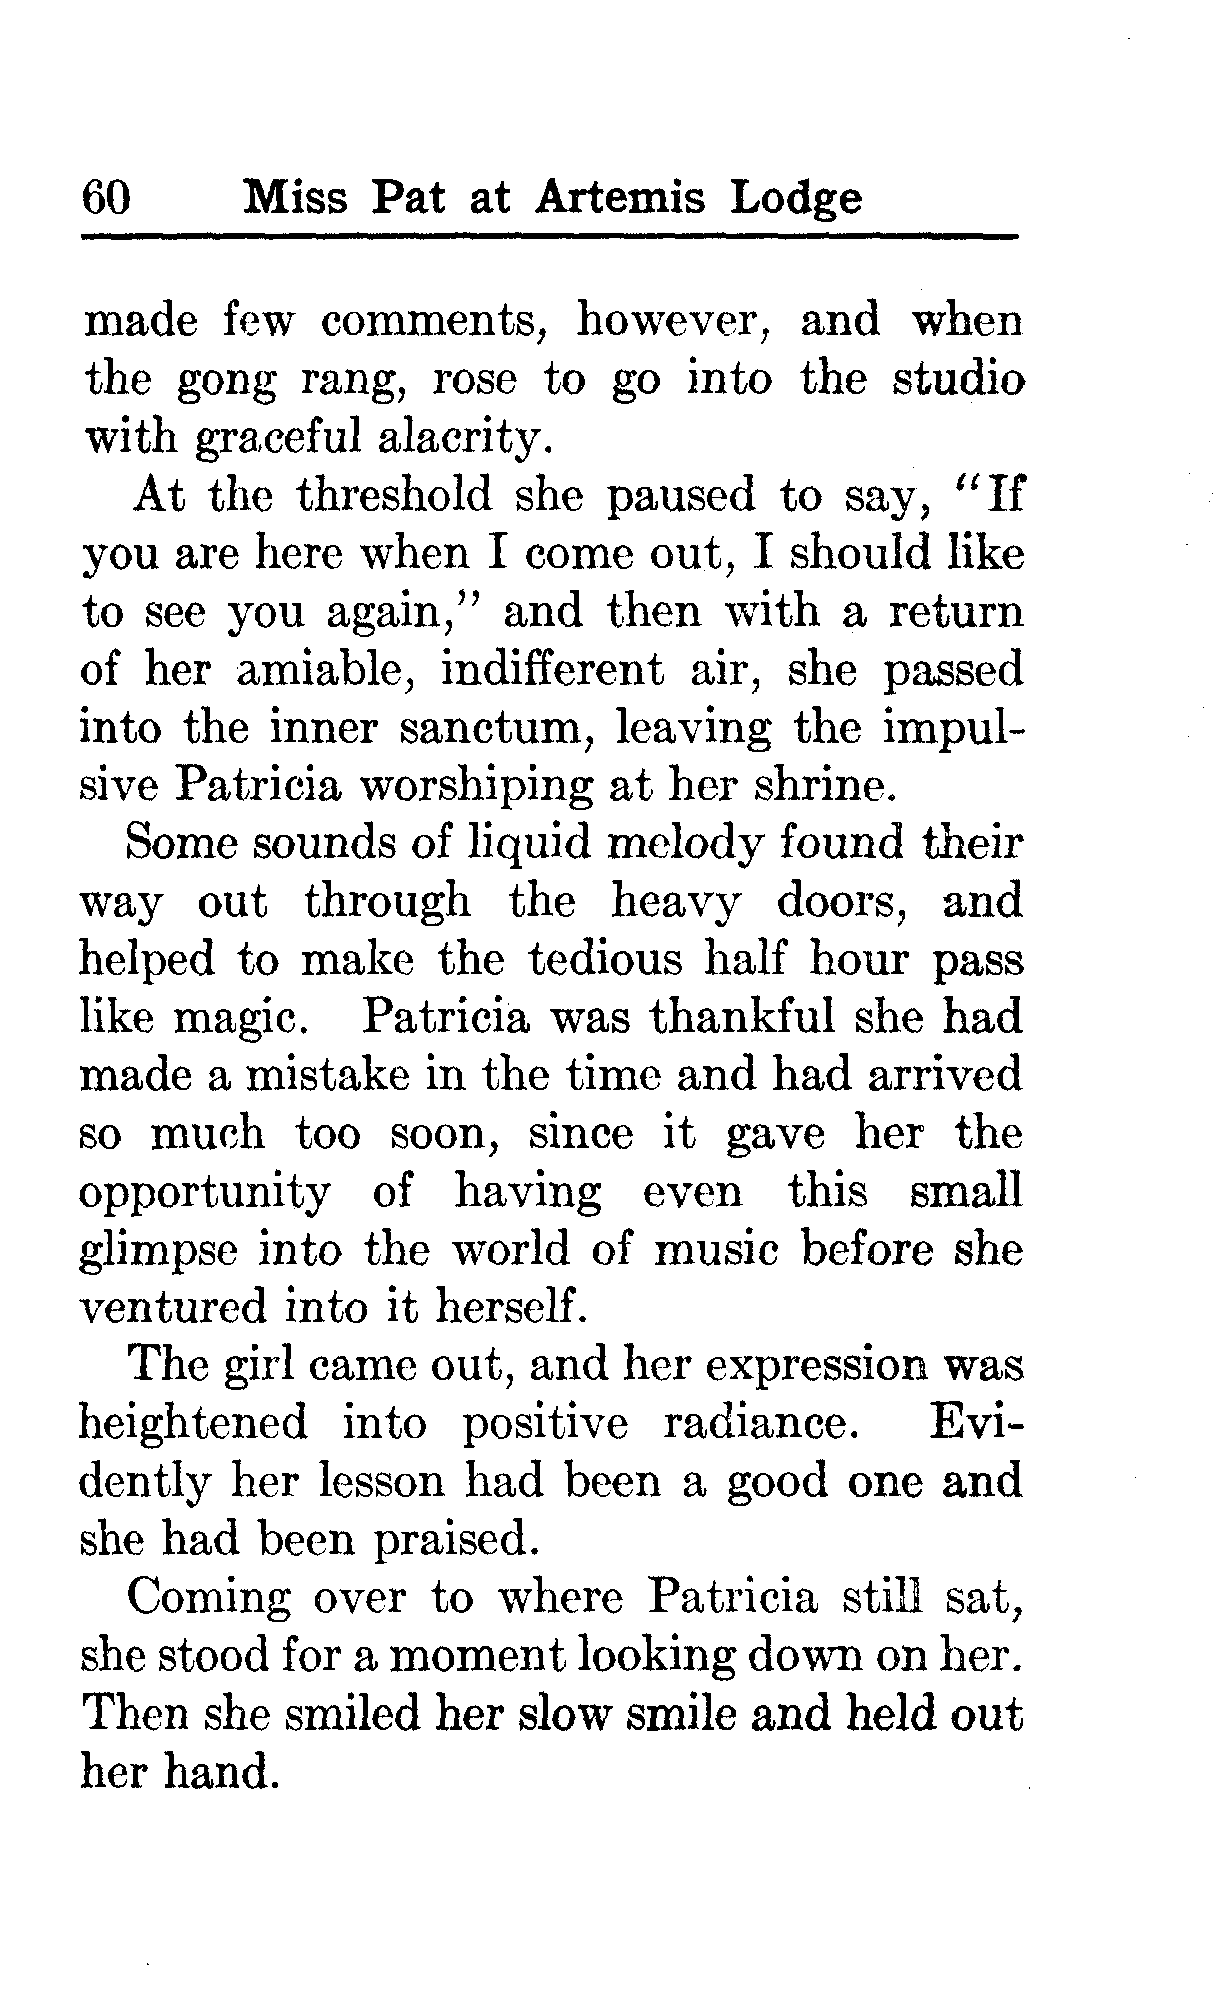 60 Miss Pat at Artemis Lodge
made few comments, however, and when
the gong rang, rose to go into the studio
with graceful alacrity.
At the threshold she paused to say, "If
you are here when I come out, I should like
to see you again," and then with a return
of her amiable, indifferent air, she passed
into the inner sanctum, leaving the impul-
sive Patricia worshiping at her shrine.
Some sounds of liquid melody found their
way out through the heavy doors, and
helped to make the tedious half hour pass
like magic. Patricia was thankful she had
made a mistake in the time and had arrived
so much too soon, since it gave her the
opportunity of having even this small
glimpse into the world of music before she
ventured into it herself.
The girl came out, and her expression was
heightened into positive radiance. Evi-
dently her lesson had been a good one and
she had been praised.
Coming over to where Patricia still sat,
she stood for a moment looking down on her.
Then she smiled her slow smile and held out
her hand.